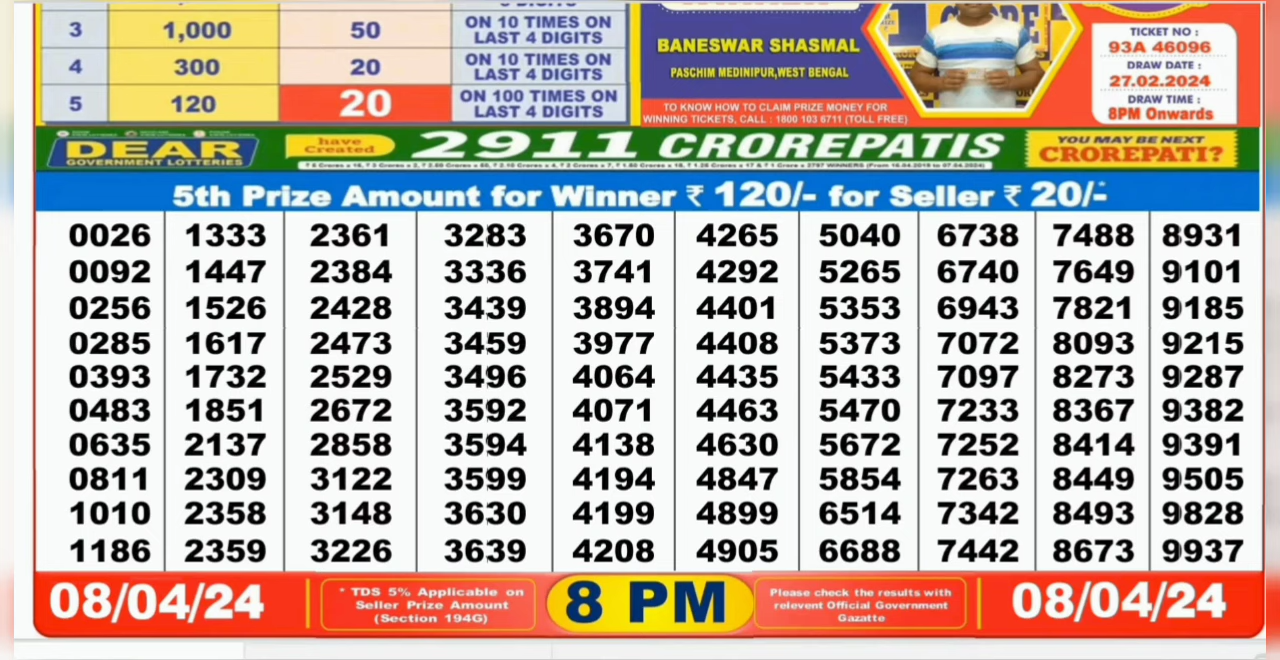 3 1,000 50 ON 10 TIMES ON LAST 4 DIGITS
4 300 20 ON 10 TIMES ON LAST 4 DIGITS
5 120 20 ON 100 TIMES ON LAST 4 DIGITS
BANESWAR SHASMAL
PASCHIM MEDINIPUR,WEST BENGAL
TO KNOW HOW TO CLAIM PRIZE MONEY FOR
WINNING TICKETS, CALL : 1800 103 6711 (TOLL FREE)
TICKET NO :
93A 46096
DRAW DATE :
27.02.2024
DRAW TIME :
8PM Onwards
DEAR
GOVERNMENT LOTTERIES
have
Created
2911 CROREPATIS
YOU MAY BE NEXT
CROREPATI?
5th Prize Amount for Winner ₹ 120/- for Seller ₹ 20/-*
0026 1333 2361 3283 3670 4265 5040 6738 7488 8931
0092 1447 2384 3336 3741 4292 5265 6740 7649 9101
0256 1526 2428 3439 3894 4401 5353 6943 7821 9185
0285 1617 2473 3459 3977 4408 5373 7072 8093 9215
0393 1732 2529 3496 4064 4435 5433 7097 8273 9287
0483 1851 2672 3592 4071 4463 5470 7233 8367 9382
0635 2137 2858 3594 4138 4630 5672 7252 8414 9391
0811 2309 3122 3599 4194 4847 5854 7263 8449 9505
1010 2358 3148 3630 4199 4899 6514 7342 8493 9828
1186 2359 3226 3639 4208 4905 6688 7442 8673 9937
08/04/24
* TDS 5% Applicable on
Seller Prize Amount
(Section 194G)
8 PM
Please check the results with
relevent Official Government
Gazatte
08/04/24